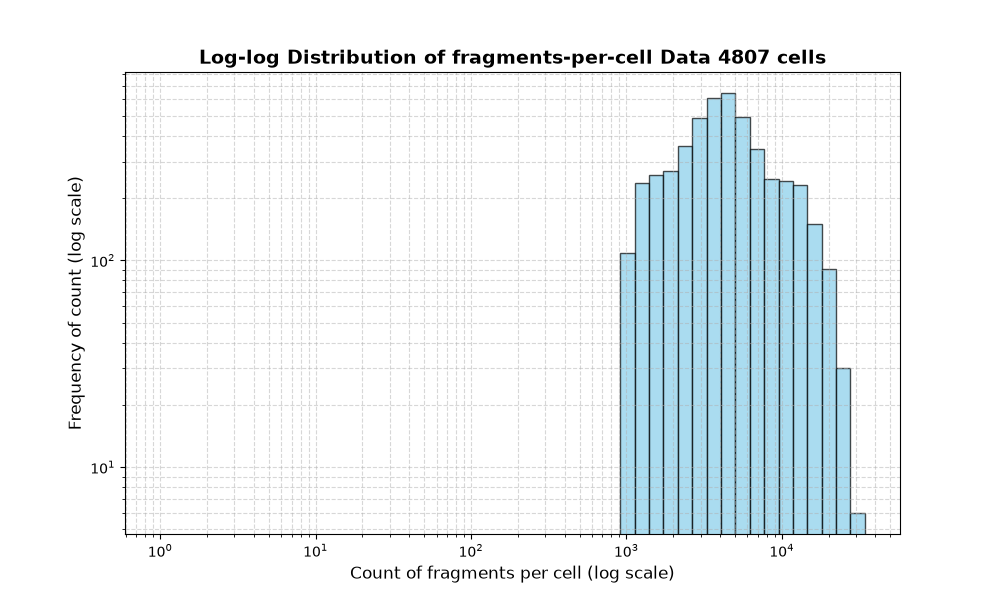 Log-log Distribution of fragments-per-cell Data 4807 cells
Frequency of count (log scale)
10²
10¹
10⁰ 10¹ 10² 10³ 10⁴
Count of fragments per cell (log scale)